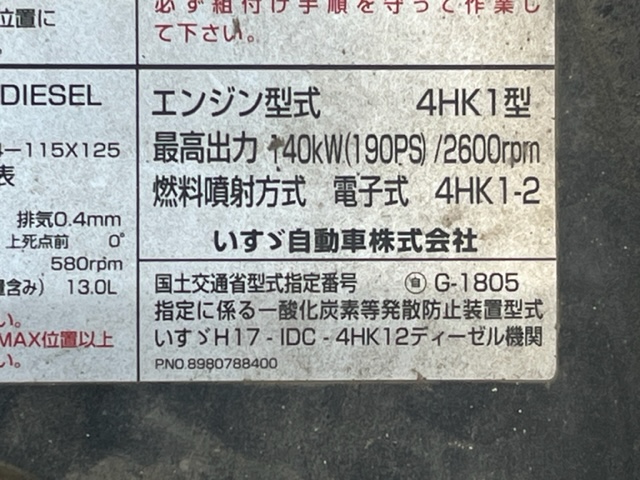 必ず組付け手順を守って作業し
て下さい。
位置に
DIESEL
4-115X125
表
排気0.4mm
上死点前 0°
580rpm
含み) 13.0L
い。
MAX位置以上
い。
エンジン型式 4HK1型
最高出力 140kW(190PS)/2600rpm
燃料噴射方式 電子式 4HK1-2
いすゞ自動車株式会社
国土交通省型式指定番号 自 G-1805
指定に係る一酸化炭素等発散防止装置型式
いすゞH17-IDC-4HK12ディーゼル機関
PNO.8980788400